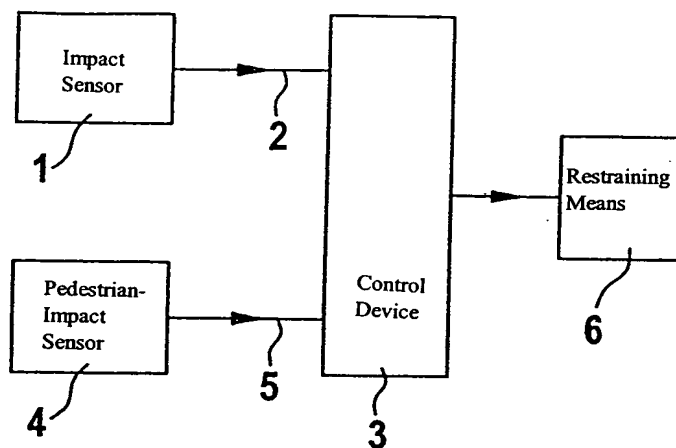 Impact
Sensor
1
2
Pedestrian-
Impact
Sensor
4
5
Control
Device
3
Restraining
Means
6